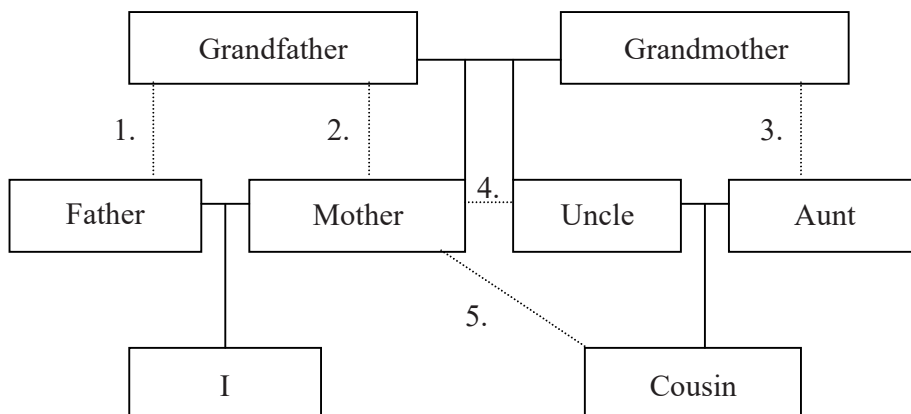 Grandfather Grandmother
1. 2. 3.
4.
Father Mother Uncle Aunt
5.
I Cousin